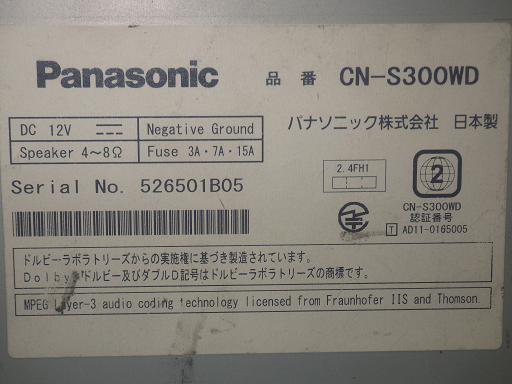 Panasonic 品番 CN-S300WD
DC 12V Negative Ground
パナソニック株式会社 日本製
Speaker 4〜8Ω Fuse 3A・7A・15A
2.4FH1
2
Serial No. 526501B05
CN-S300WD
認証番号
T AD11-0165005
ドルビーラボラトリーズからの実施権に基づき製造されています。
Dolby、ドルビー及びダブルD記号はドルビーラボラトリーズの商標です。
MPEG Layer-3 audio coding technology licensed from Fraunhofer IIS and Thomson.